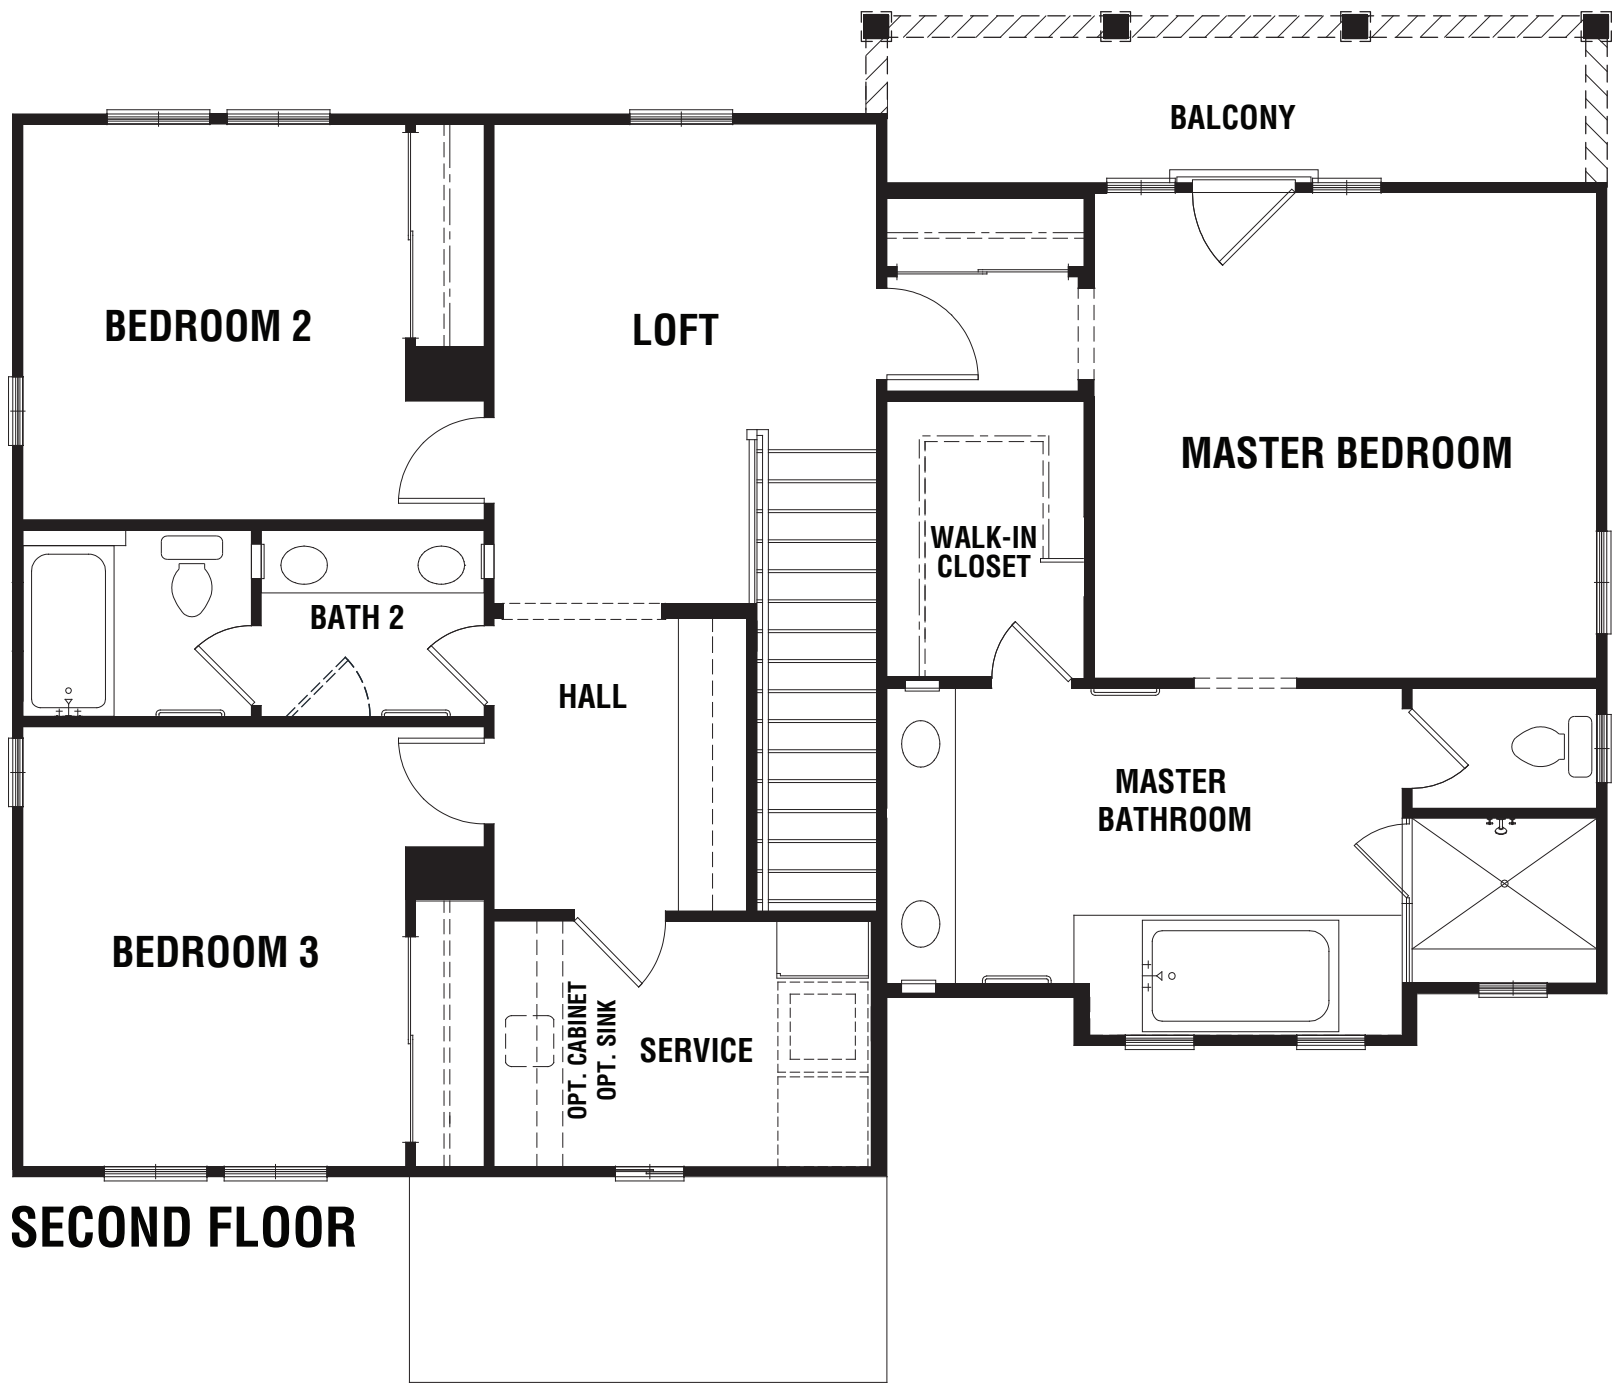 BALCONY
BEDROOM 2
LOFT
MASTER BEDROOM
WALK-IN
CLOSET
BATH 2
HALL
MASTER
BATHROOM
BEDROOM 3
OPT. CABINET
OPT. SINK
SERVICE
SECOND FLOOR